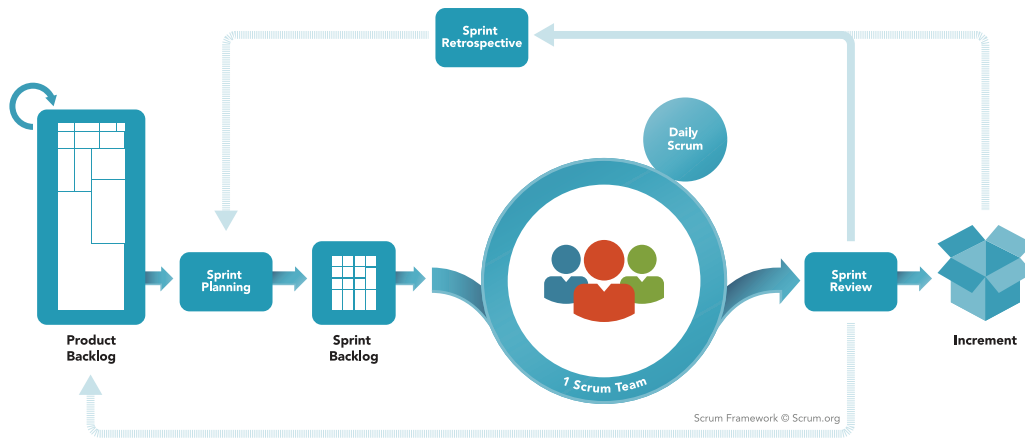 Sprint
Retrospective
Daily
Scrum
Sprint
Planning
Sprint
Review
Product
Backlog
Sprint
Backlog
1 Scrum Team
Increment
Scrum Framework © Scrum.org